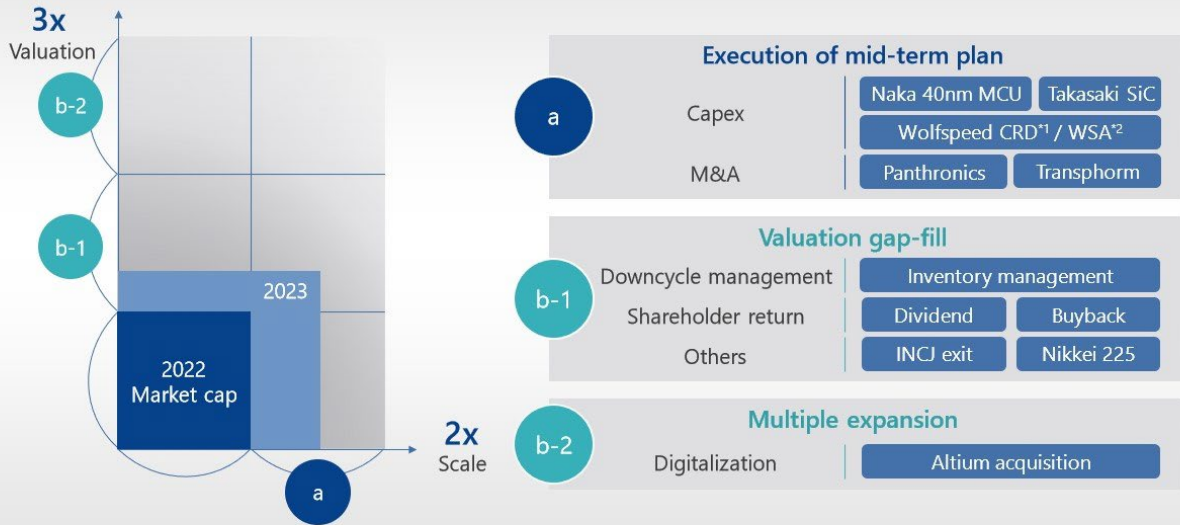 3x
Valuation
b-2
b-1
2023
2022
Market cap
2x
Scale
a
Execution of mid-term plan
a
Capex
Naka 40nm MCU
Takasaki SiC
Wolfspeed CRD*1 / WSA*2
M&A
Panthronics
Transphorm
Valuation gap-fill
b-1
Downcycle management
Inventory management
Shareholder return
Dividend
Buyback
Others
INCJ exit
Nikkei 225
Multiple expansion
b-2
Digitalization
Altium acquisition